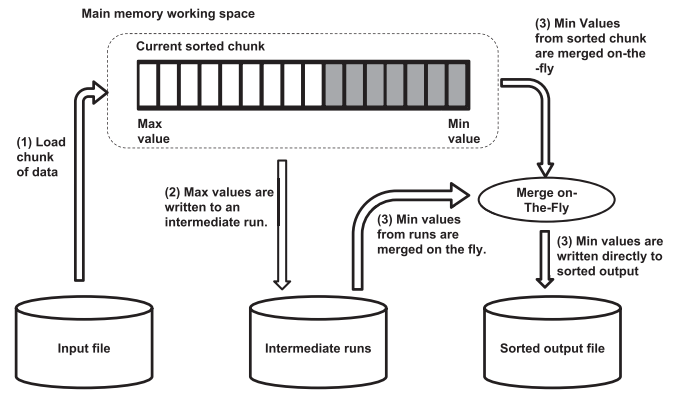 Main memory working space
Current sorted chunk
Max
value
Min
value
(1) Load
chunk
of data
(2) Max values are
written to an
intermediate run.
(3) Min Values
from sorted chunk
are merged on-the
-fly
(3) Min values
from runs are
merged on the fly.
Merge on-
The-Fly
(3) Min values are
written directly to
sorted output
Input file
Intermediate runs
Sorted output file